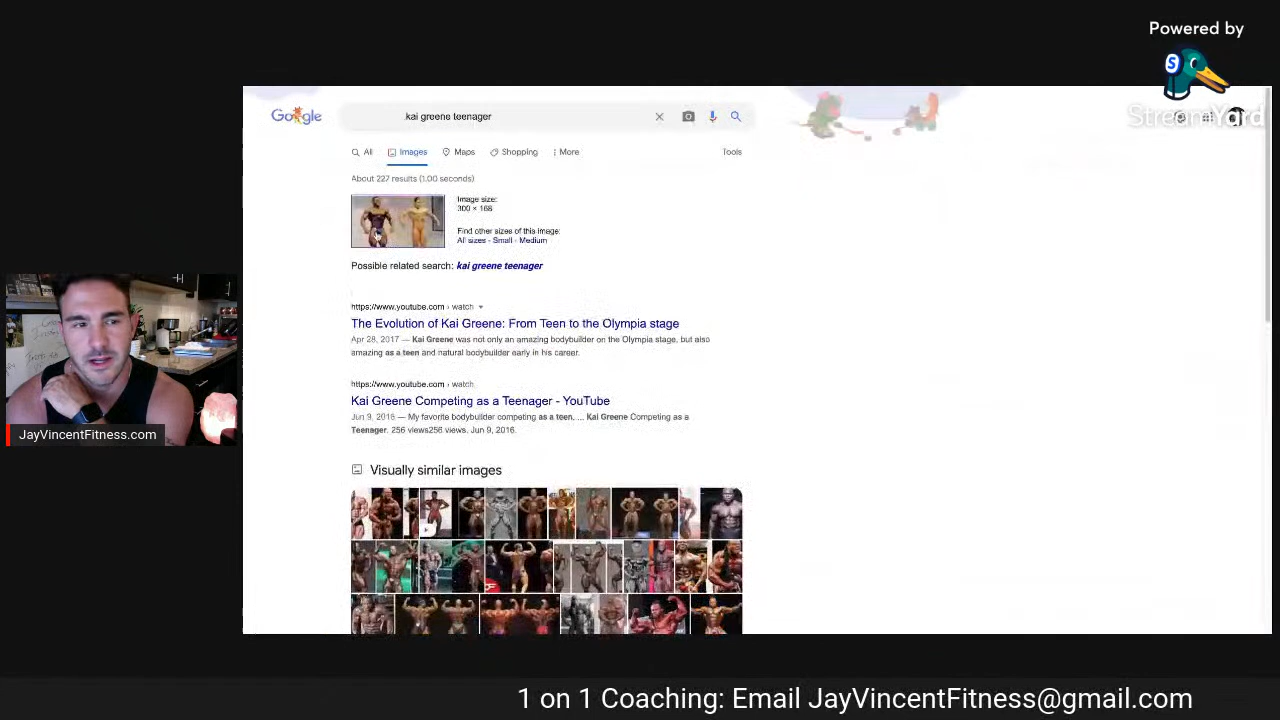 Powered by
S
StreamYard
Google
kai greene teenager
All
Images
Maps
Shopping
More
Tools
About 227 results (1.00 seconds)
Image size:
300 × 168
Find other sizes of this image:
All sizes - Small - Medium
Possible related search: kai greene teenager
https://www.youtube.com › watch
The Evolution of Kai Greene: From Teen to the Olympia stage
Apr 28, 2017 — Kai Greene was not only an amazing bodybuilder on the Olympia stage, but also
amazing as a teen and natural bodybuilder early in his career.
https://www.youtube.com › watch
Kai Greene Competing as a Teenager - YouTube
Jun 9, 2016 — My favorite bodybuilder competing as a teen, ... Kai Greene Competing as a
Teenager. 256 views256 views. Jun 9, 2016.
Visually similar images
JayVincentFitness.com
1 on 1 Coaching: Email JayVincentFitness@gmail.com